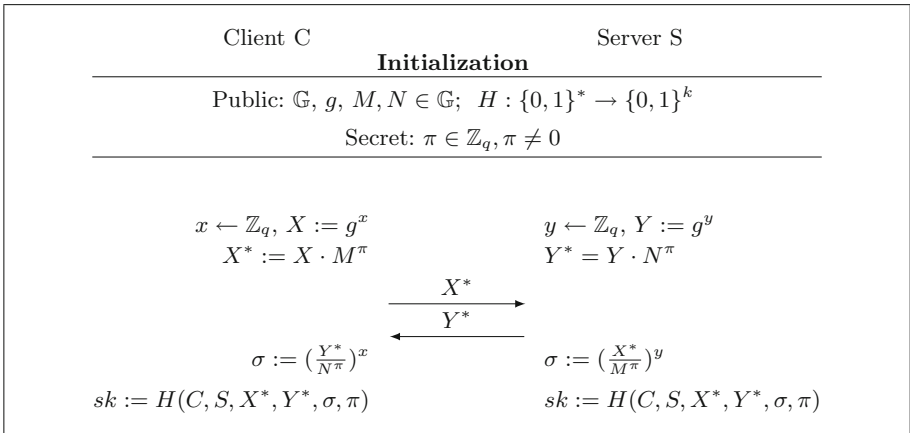 Client C Server S
Initialization
Public: 𝔾, g, M, N ∈ 𝔾; H : {0, 1}* → {0, 1}^k
Secret: π ∈ ℤ_q, π ≠ 0
x ← ℤ_q, X := g^x y ← ℤ_q, Y := g^y
X* := X · M^π Y* = Y · N^π
X*
Y*
σ := (Y*/N^π)^x σ := (X*/M^π)^y
sk := H(C, S, X*, Y*, σ, π) sk := H(C, S, X*, Y*, σ, π)